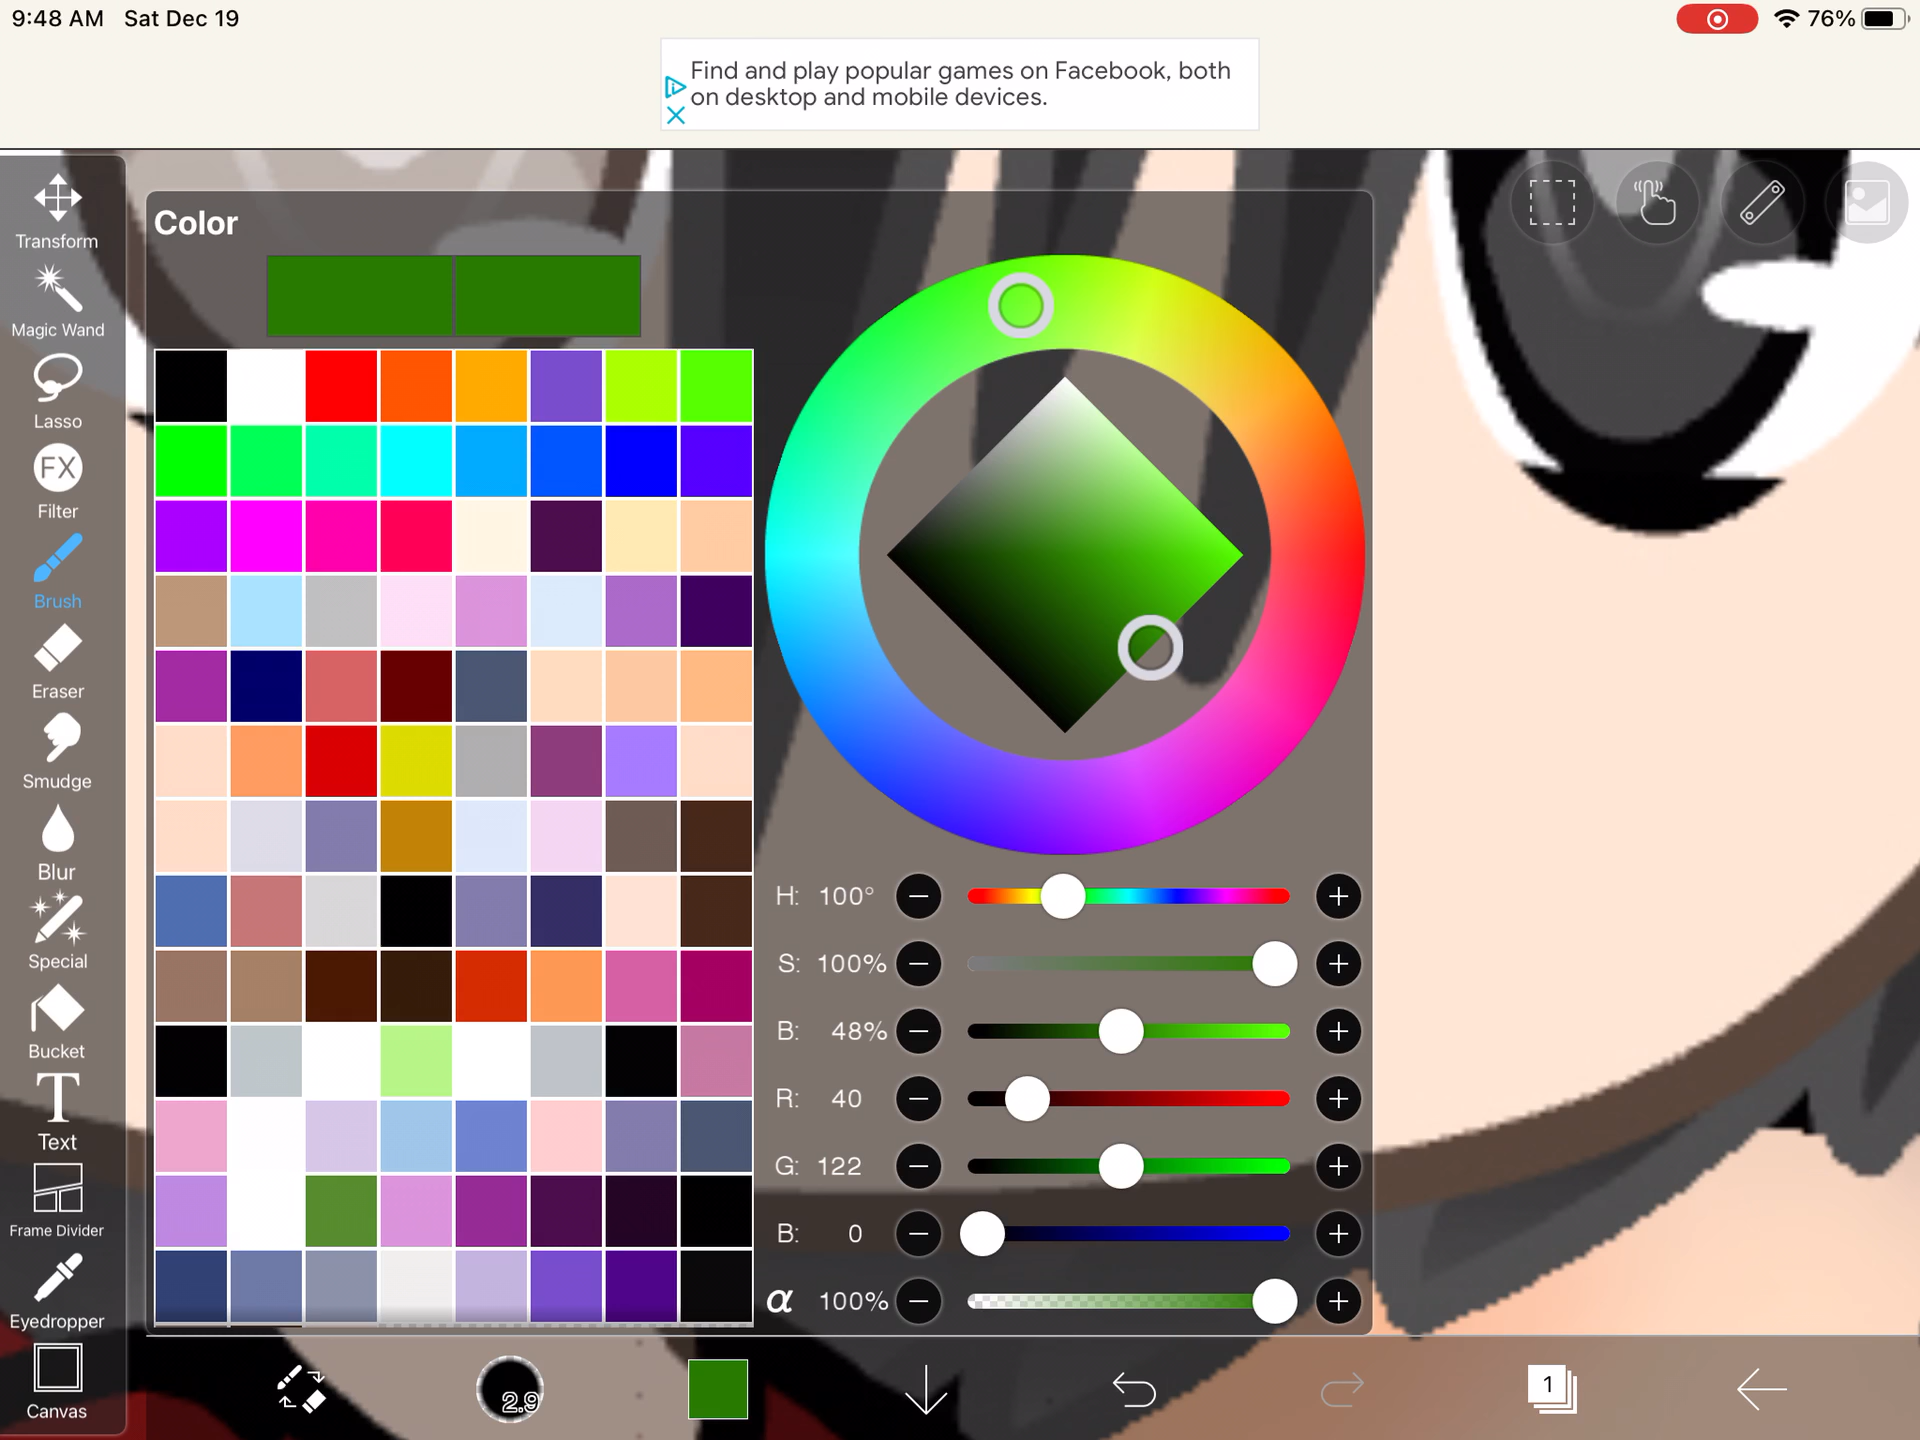 9:48 AM Sat Dec 19
76%
Find and play popular games on Facebook, both
on desktop and mobile devices.
Transform
Magic Wand
Lasso
FX
Filter
Brush
Eraser
Smudge
Blur
Special
Bucket
T
Text
Frame Divider
Eyedropper
Canvas
Color
H: 100°
S: 100%
B: 48%
R: 40
G: 122
B: 0
α 100%
2.9
1